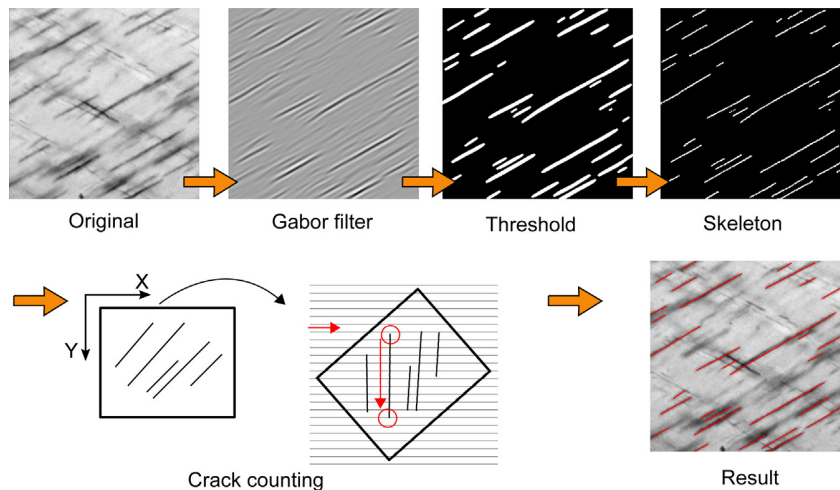 Original
Gabor filter
Threshold
Skeleton
X
Y
Crack counting
Result